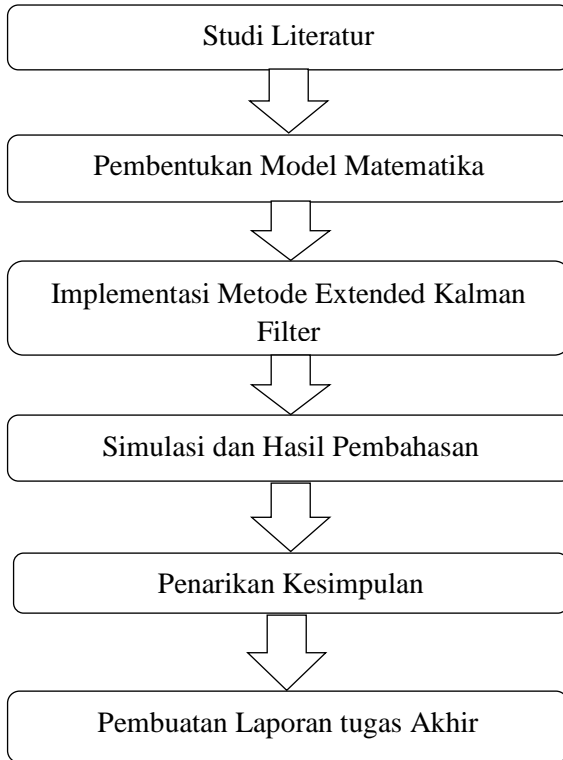 Studi Literatur
Pembentukan Model Matematika
Implementasi Metode Extended Kalman
Filter
Simulasi dan Hasil Pembahasan
Penarikan Kesimpulan
Pembuatan Laporan tugas Akhir